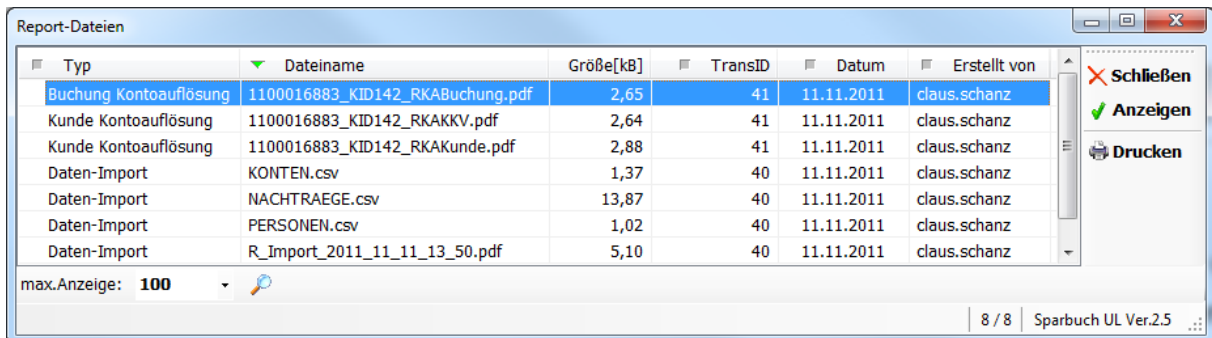 Report-Dateien
Typ Dateiname Größe[kB] TransID Datum Erstellt von
Buchung Kontoauflösung 1100016883_KID142_RKABuchung.pdf 2,65 41 11.11.2011 claus.schanz
Kunde Kontoauflösung 1100016883_KID142_RKAKKV.pdf 2,64 41 11.11.2011 claus.schanz
Kunde Kontoauflösung 1100016883_KID142_RKAKunde.pdf 2,88 41 11.11.2011 claus.schanz
Daten-Import KONTEN.csv 1,37 40 11.11.2011 claus.schanz
Daten-Import NACHTRAEGE.csv 13,87 40 11.11.2011 claus.schanz
Daten-Import PERSONEN.csv 1,02 40 11.11.2011 claus.schanz
Daten-Import R_Import_2011_11_11_13_50.pdf 5,10 40 11.11.2011 claus.schanz
Schließen
Anzeigen
Drucken
max.Anzeige: 100
8 / 8 Sparbuch UL Ver.2.5